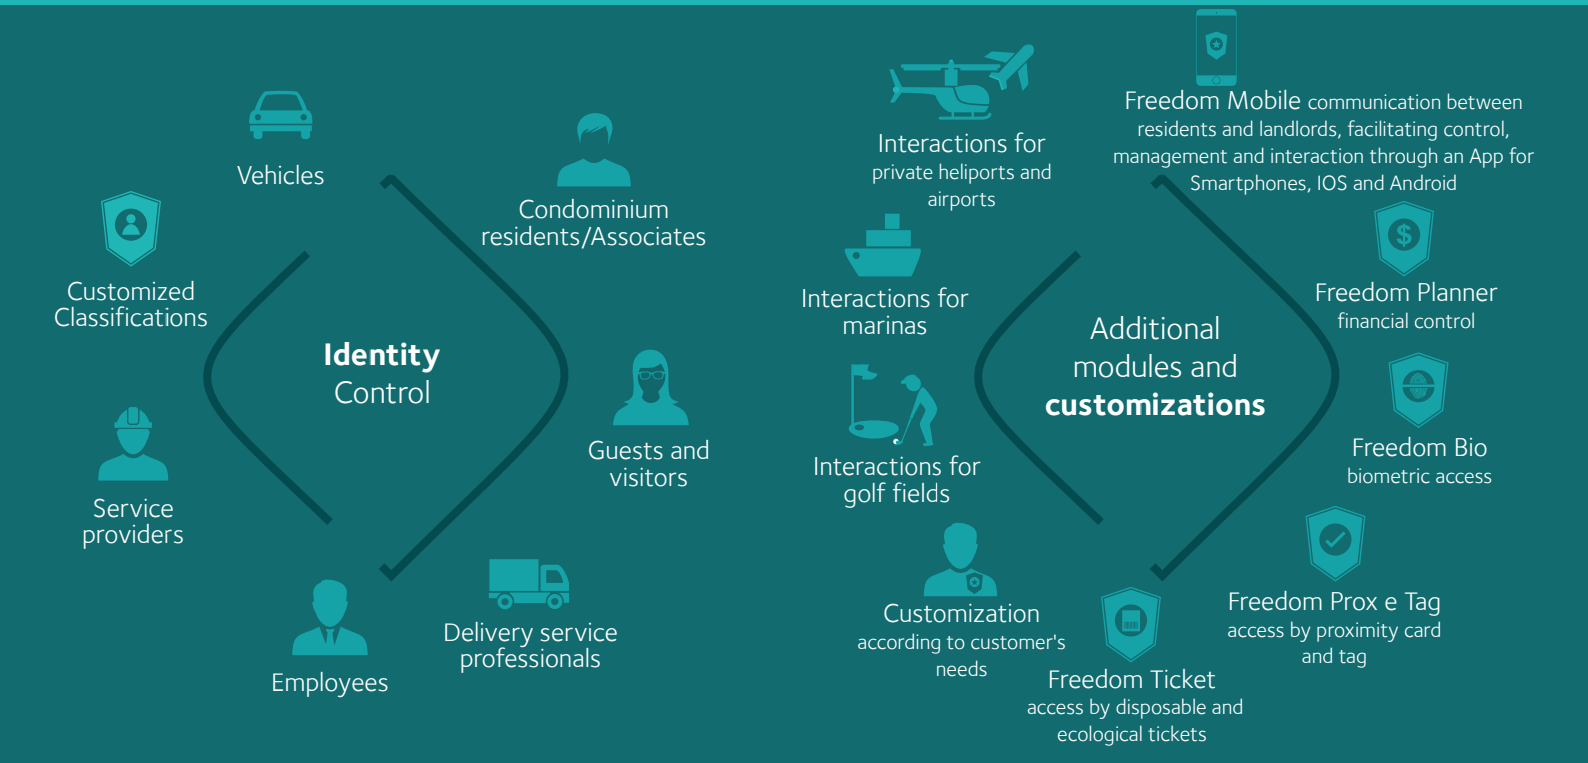 Vehicles
Condominium
residents/Associates
Customized
Classifications
Identity
Control
Guests and
visitors
Service
providers
Delivery service
professionals
Employees
Interactions for
private heliports and
airports
Freedom Mobile communication between
residents and landlords, facilitating control,
management and interaction through an App for
Smartphones, IOS and Android
Interactions for
marinas
Freedom Planner
financial control
Additional
modules and
customizations
Interactions for
golf fields
Freedom Bio
biometric access
Customization
according to customer's
needs
Freedom Prox e Tag
access by proximity card
and tag
Freedom Ticket
access by disposable and
ecological tickets